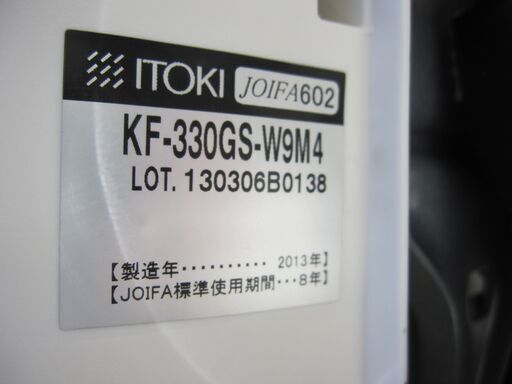 ITOKI JOIFA602
KF-330GS-W9M4
LOT. 130306B0138
【製造年・・・・・・・・・・ 2013年】
【JOIFA標準使用期間・・・8年】